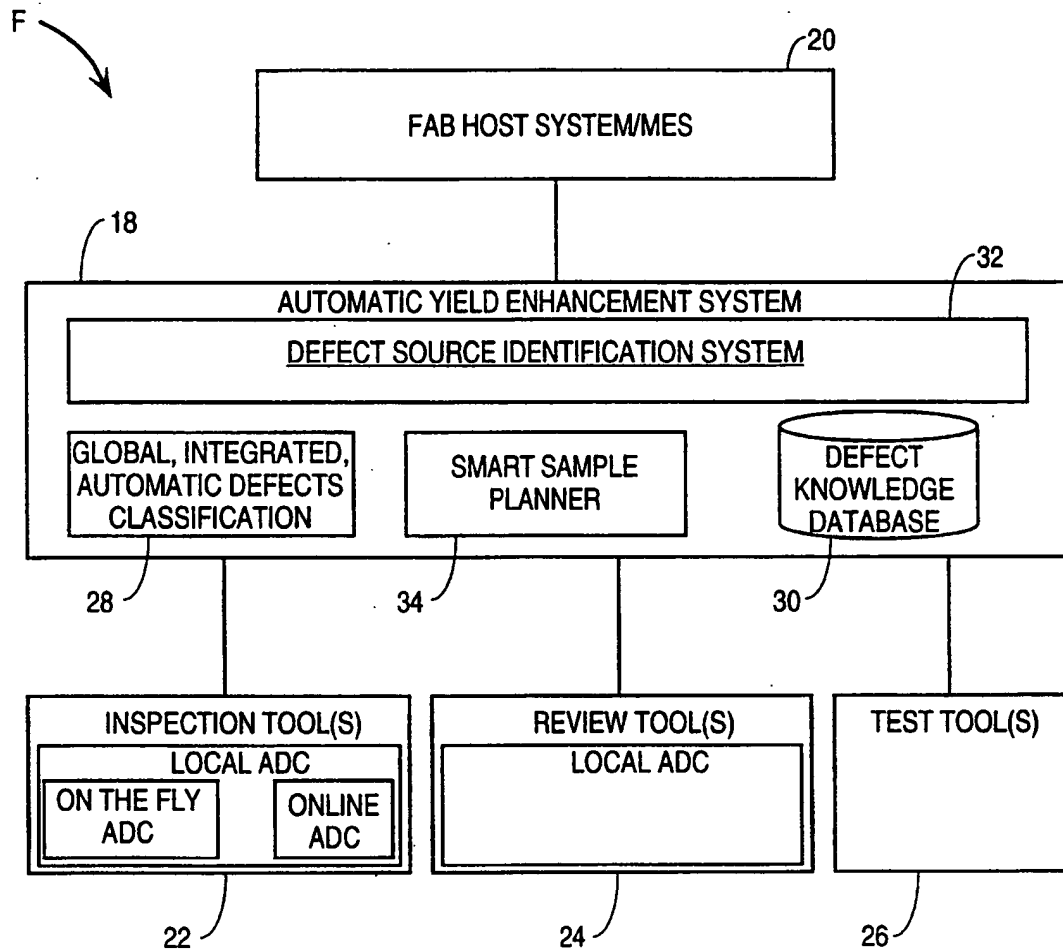 F
20
FAB HOST SYSTEM/MES
18
32
AUTOMATIC YIELD ENHANCEMENT SYSTEM
DEFECT SOURCE IDENTIFICATION SYSTEM
GLOBAL, INTEGRATED,
AUTOMATIC DEFECTS
CLASSIFICATION
SMART SAMPLE
PLANNER
DEFECT
KNOWLEDGE
DATABASE
28
34
30
INSPECTION TOOL(S)
LOCAL ADC
ON THE FLY
ADC
ONLINE
ADC
REVIEW TOOL(S)
LOCAL ADC
TEST TOOL(S)
22
24
26